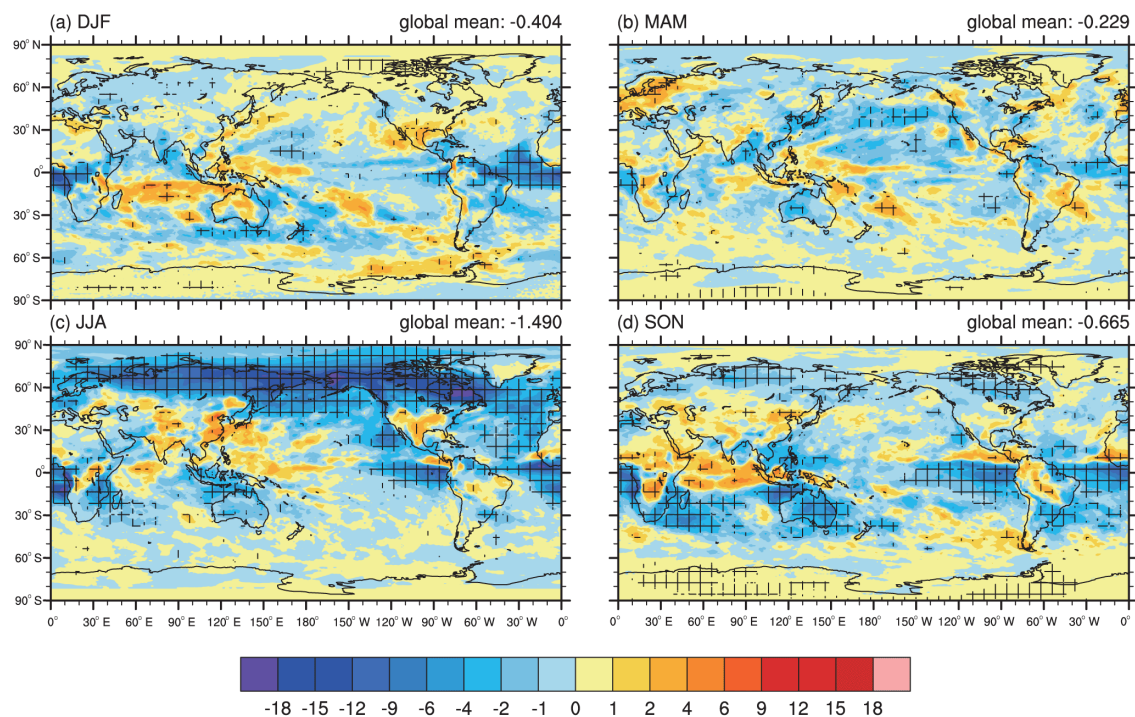 (a) DJF global mean: -0.404 (b) MAM global mean: -0.229
90° N
60° N
30° N
0°
30° S
60° S
90° S
(c) JJA global mean: -1.490 (d) SON global mean: -0.665
90° N
60° N
30° N
0°
30° S
60° S
90° S
0° 30° E 60° E 90° E 120° E 150° E 180° 150° W 120° W 90° W 60° W 30° W 0° 0° 30° E 60° E 90° E 120° E 150° E 180° 150° W 120° W 90° W 60° W 30° W 0°
-18 -15 -12 -9 -6 -4 -2 -1 0 1 2 4 6 9 12 15 18